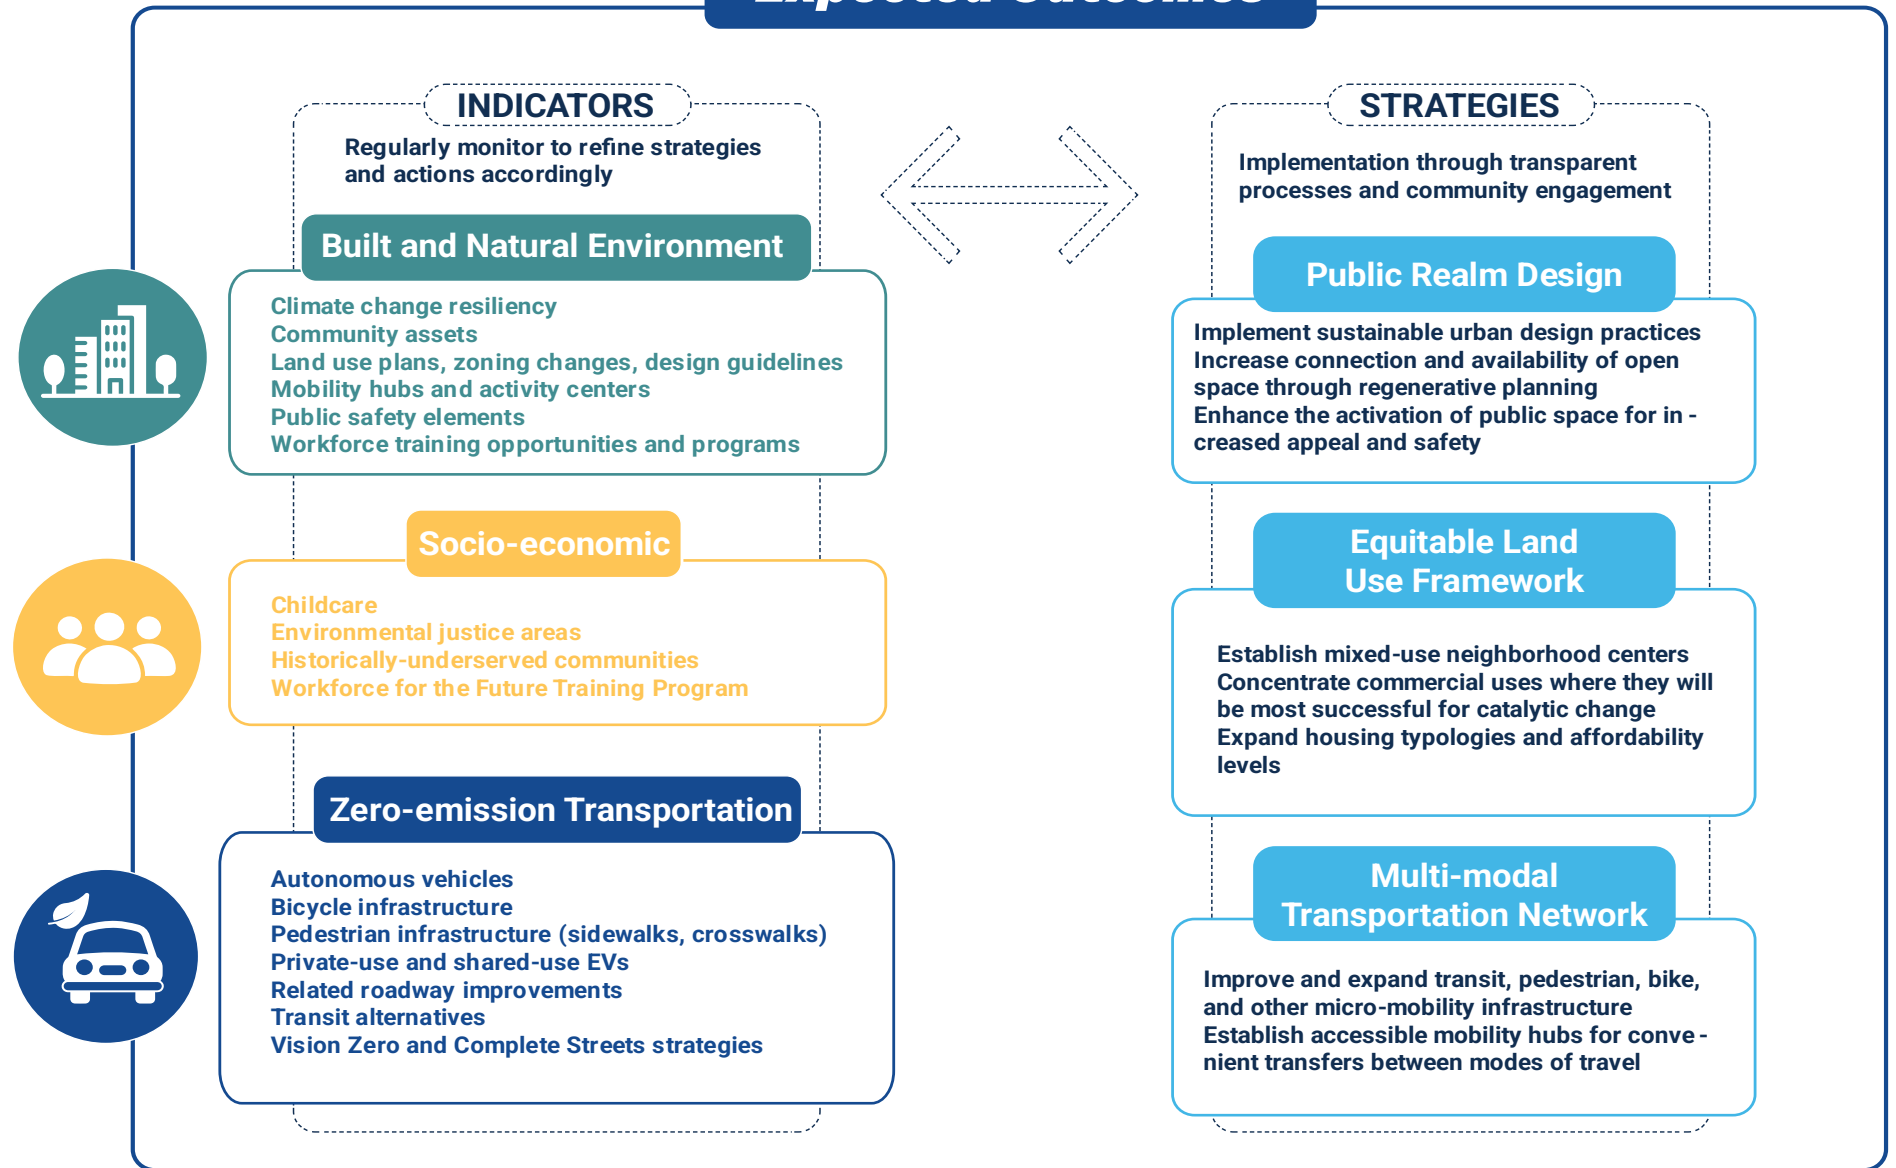 Expected Outcomes
INDICATORS
Regularly monitor to refine strategies
and actions accordingly
Built and Natural Environment
Climate change resiliency
Community assets
Land use plans, zoning changes, design guidelines
Mobility hubs and activity centers
Public safety elements
Workforce training opportunities and programs
Socio-economic
Childcare
Environmental justice areas
Historically-underserved communities
Workforce for the Future Training Program
Zero-emission Transportation
Autonomous vehicles
Bicycle infrastructure
Pedestrian infrastructure (sidewalks, crosswalks)
Private-use and shared-use EVs
Related roadway improvements
Transit alternatives
Vision Zero and Complete Streets strategies
STRATEGIES
Implementation through transparent
processes and community engagement
Public Realm Design
Implement sustainable urban design practices
Increase connection and availability of open
space through regenerative planning
Enhance the activation of public space for in-
creased appeal and safety
Equitable Land
Use Framework
Establish mixed-use neighborhood centers
Concentrate commercial uses where they will
be most successful for catalytic change
Expand housing typologies and affordability
levels
Multi-modal
Transportation Network
Improve and expand transit, pedestrian, bike,
and other micro-mobility infrastructure
Establish accessible mobility hubs for conve-
nient transfers between modes of travel